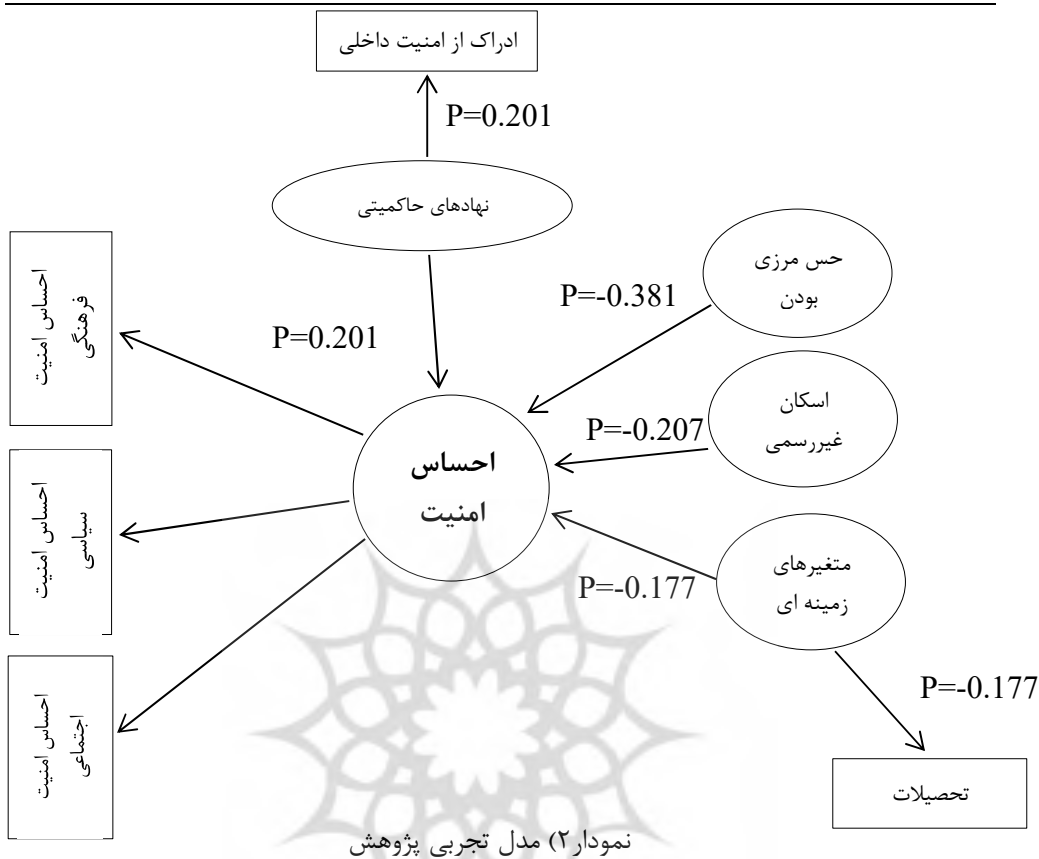 ادراک از امنیت داخلی
P=0.201
نهادهای حاکمیتی
حس مرزی
بودن
P=-0.381
احساس امنیت
فرهنگی
P=0.201
اسکان
غیررسمی
P=-0.207
احساس
امنیت
احساس امنیت
سیاسی
متغیرهای
زمینه ای
P=-0.177
P=-0.177
احساس امنیت
اجتماعی
تحصیلات
نمودار۲) مدل تجربی پژوهش